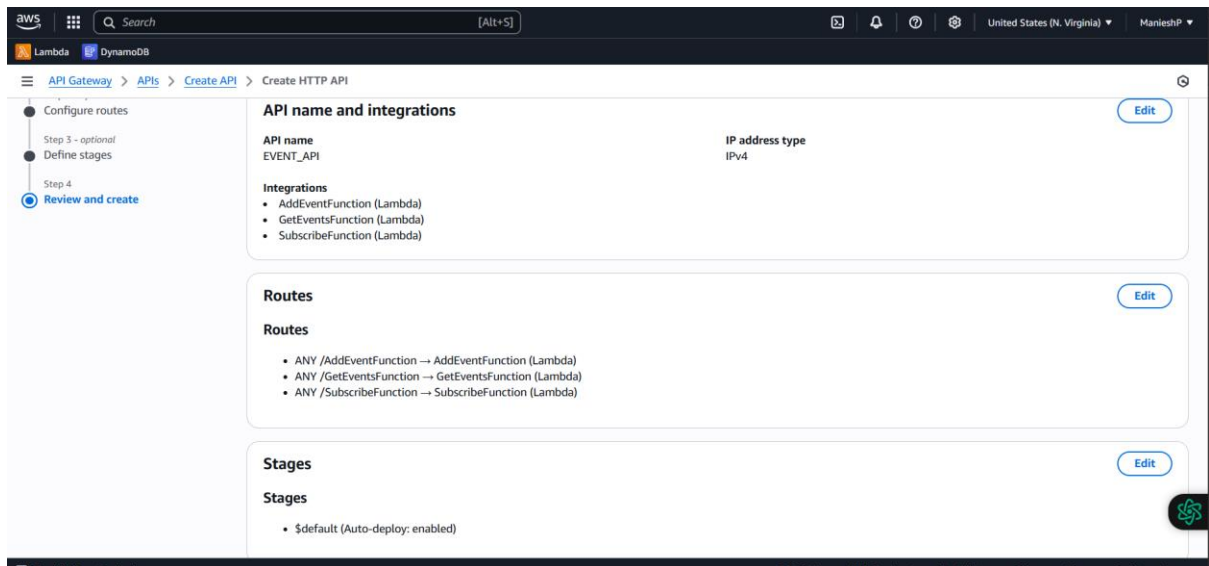 aws
Search
[Alt+S]
United States (N. Virginia) ▼
ManieshP ▼
Lambda
DynamoDB
API Gateway > APIs > Create API > Create HTTP API
Configure routes
Step 3 - optional
Define stages
Step 4
Review and create
API name and integrations
Edit
API name
EVENT_API
IP address type
IPv4
Integrations
• AddEventFunction (Lambda)
• GetEventsFunction (Lambda)
• SubscribeFunction (Lambda)
Routes
Edit
Routes
• ANY /AddEventFunction → AddEventFunction (Lambda)
• ANY /GetEventsFunction → GetEventsFunction (Lambda)
• ANY /SubscribeFunction → SubscribeFunction (Lambda)
Stages
Edit
Stages
• $default (Auto-deploy: enabled)